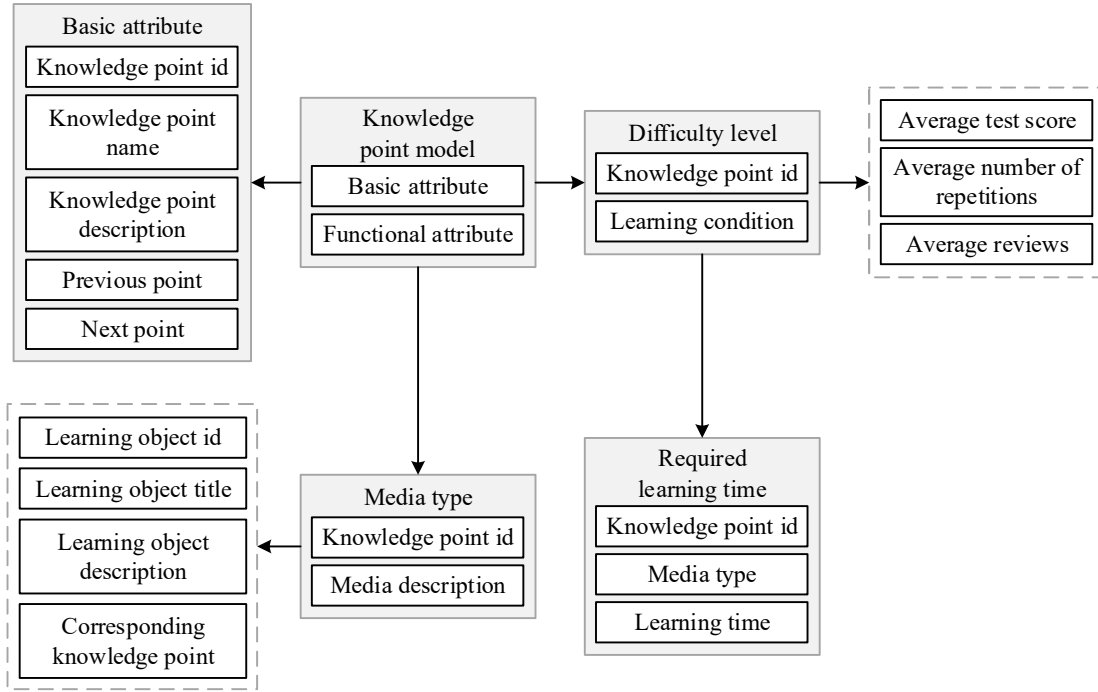 Basic attribute
Knowledge point id
Knowledge point
name
Knowledge point
description
Previous point
Next point
Knowledge
point model
Basic attribute
Functional attribute
Difficulty level
Knowledge point id
Learning condition
Average test score
Average number of
repetitions
Average reviews
Learning object id
Learning object title
Learning object
description
Corresponding
knowledge point
Media type
Knowledge point id
Media description
Required
learning time
Knowledge point id
Media type
Learning time